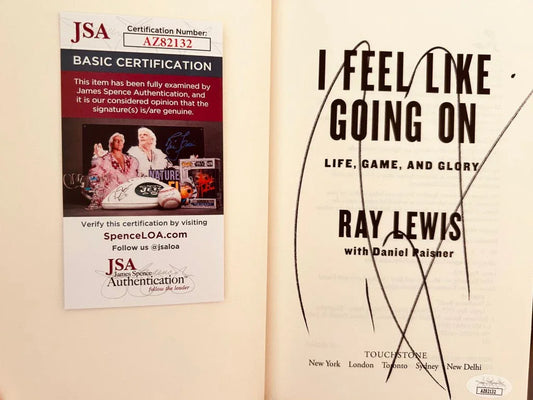 JSA
Certification Number:
AZ82132
BASIC CERTIFICATION
This item has been fully examined by
James Spence Authentication, and
it is our considered opinion that the
signature(s) is/are genuine.
NATURE
Verify this certification by visiting
SpenceLOA.com
Follow us @jsaloa
JSA
James Spence
Authentication
follow the leader
I FEEL LIKE
GOING ON
LIFE, GAME, AND GLORY
RAY LEWIS
with Daniel Paisner
TOUCHSTONE
New York London Toronto Sydney New Delhi
AZ82132